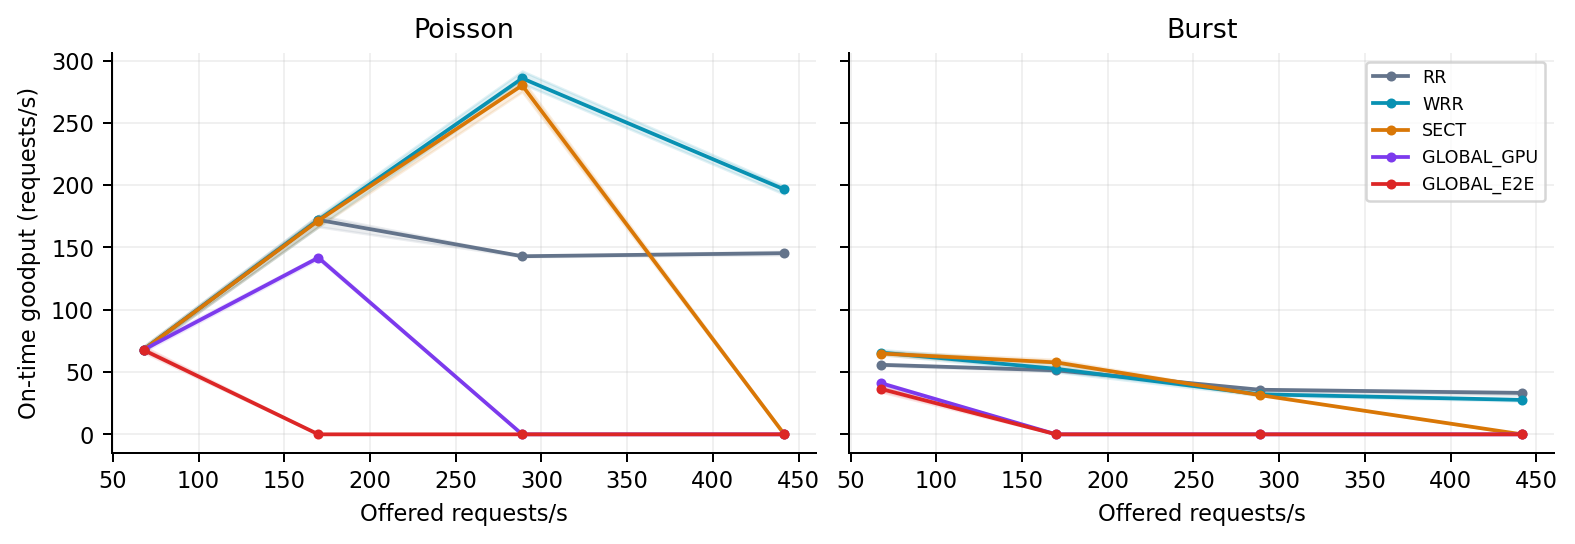 Poisson
Burst
On-time goodput (requests/s)
300
250
200
150
100
50
0
50 100 150 200 250 300 350 400 450
50 100 150 200 250 300 350 400 450
Offered requests/s
Offered requests/s
RR
WRR
SECT
GLOBAL_GPU
GLOBAL_E2E